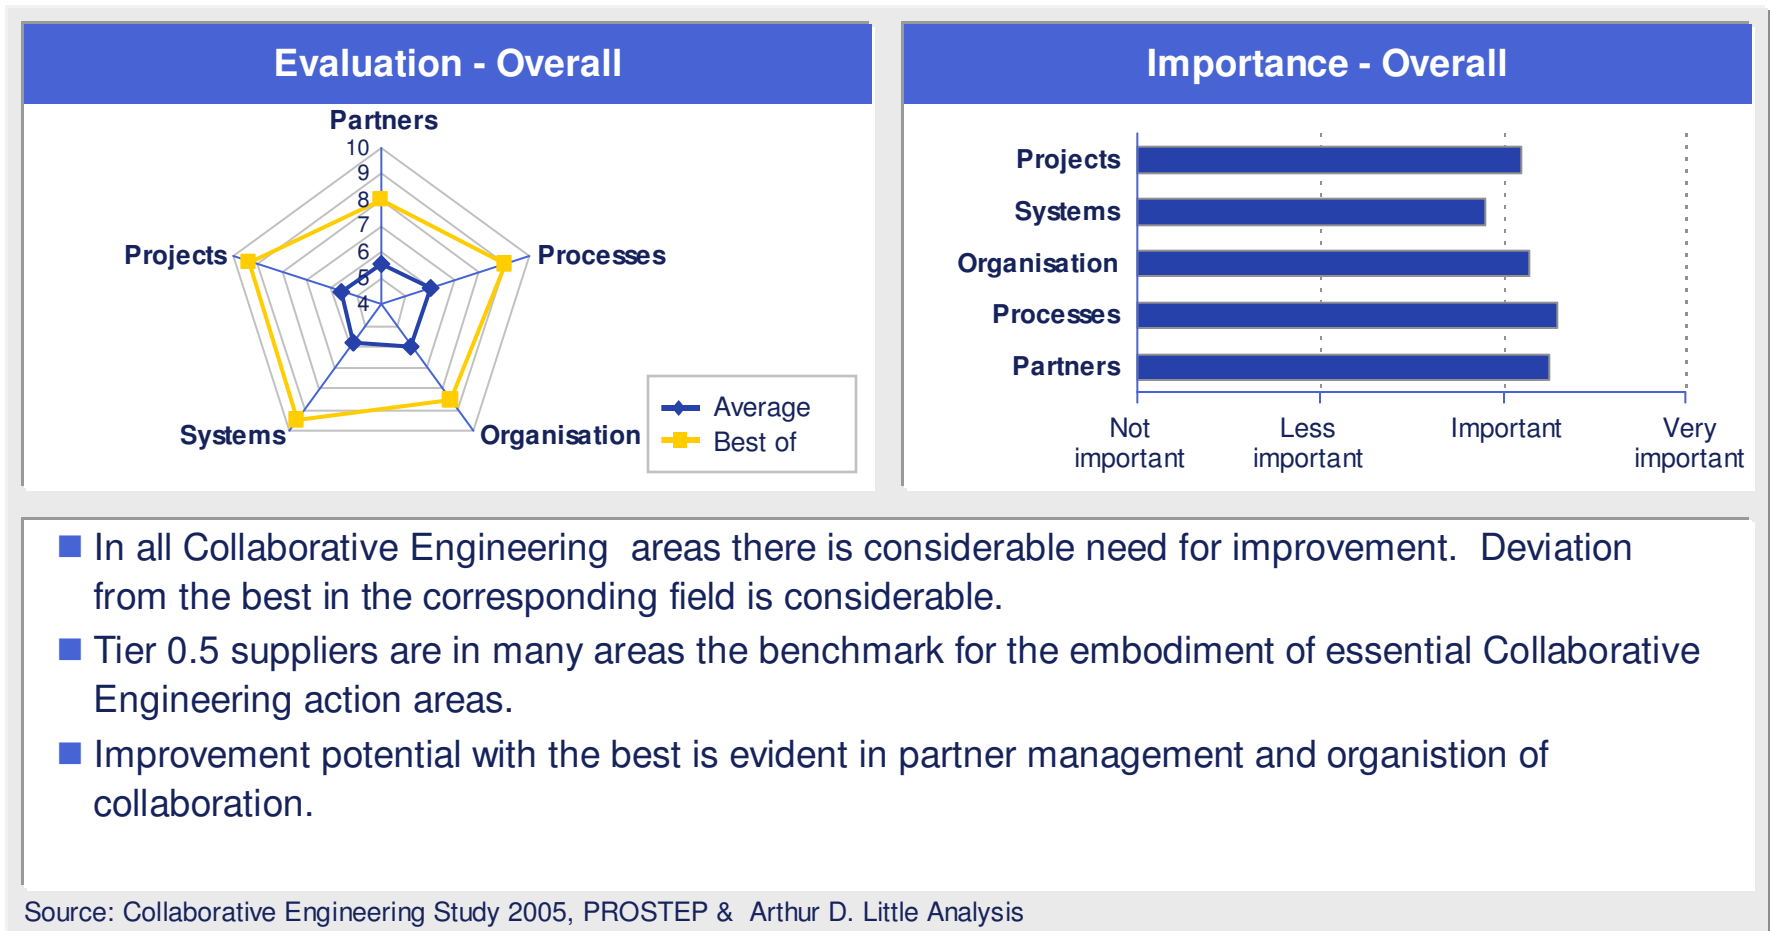 Evaluation - Overall
Partners
10
9
8
7
6
5
4
Projects
Processes
Systems
Organisation
Average
Best of
Importance - Overall
Projects
Systems
Organisation
Processes
Partners
Not important
Less important
Important
Very important
In all Collaborative Engineering  areas there is considerable need for improvement.  Deviation
from the best in the corresponding field is considerable.
Tier 0.5 suppliers are in many areas the benchmark for the embodiment of essential Collaborative
Engineering action areas.
Improvement potential with the best is evident in partner management and organistion of
collaboration.
Source: Collaborative Engineering Study 2005, PROSTEP &  Arthur D. Little Analysis